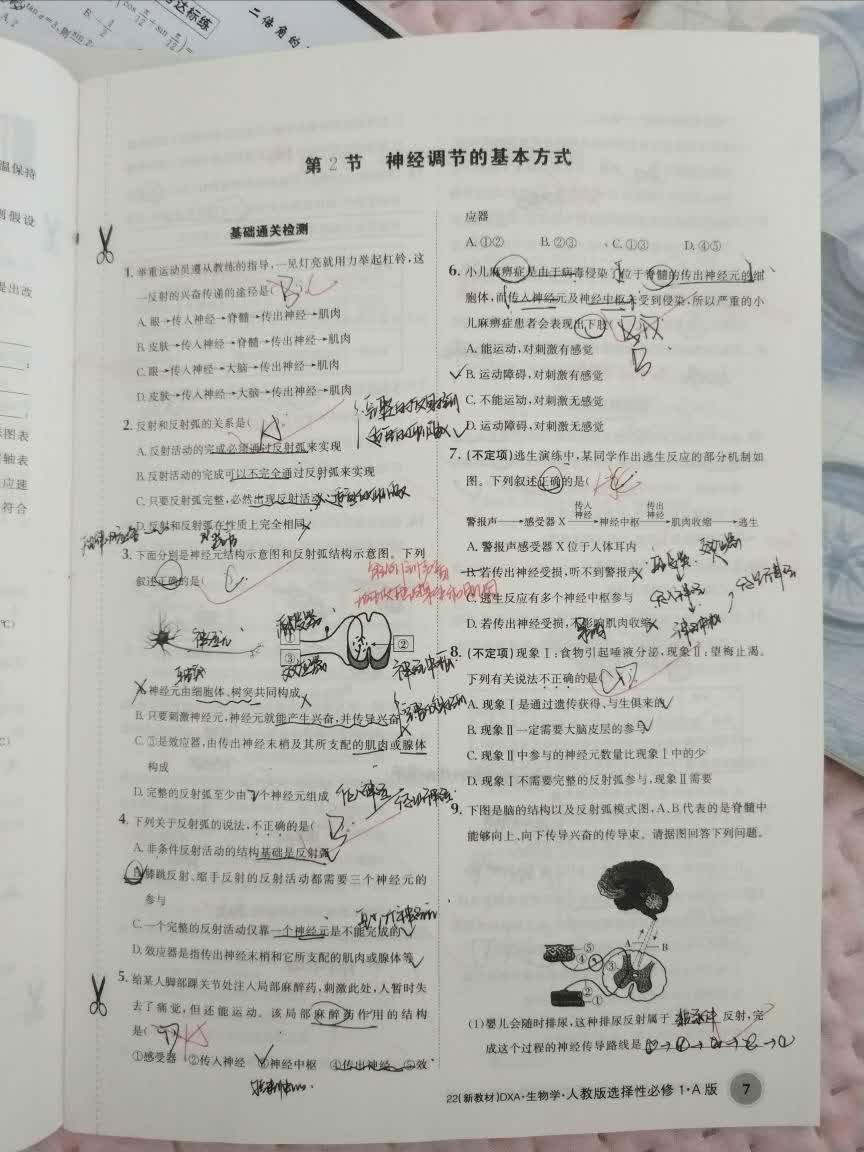 达标练
二倍角的
温保持
则假设
提出改
示图表
轴表
应速
符合
第2节 神经调节的基本方式
基础通关检测
1. 举重运动员遵从教练的指导,一见灯亮就用力举起杠铃,这
一反射的兴奋传递的途径是( C
A. 眼→传入神经→脊髓→传出神经→肌肉
B. 皮肤→传入神经→脊髓→传出神经→肌肉
C. 眼→传入神经→大脑→传出神经→肌肉
D. 皮肤→传入神经→大脑→传出神经→肌肉
2. 反射和反射弧的关系是( A
A. 反射活动的完成必须通过反射弧来实现
B. 反射活动的完成可以不完全通过反射弧来实现
C. 只要反射弧完整,必然出现反射活动
D. 反射和反射弧在性质上完全相同
3. 下面分别是神经元结构示意图和反射弧结构示意图。下列
叙述正确的是( C
神经元
感受器
①
②
③
效应器
神经中枢
A. 神经元由细胞体、树突共同构成
B. 只要刺激神经元,神经元就能产生兴奋,并传导兴奋
C. ③是效应器,由传出神经末梢及其所支配的肌肉或腺体
构成
D. 完整的反射弧至少由1个神经元组成
4. 下列关于反射弧的说法,不正确的是( B
A. 非条件反射活动的结构基础是反射弧
B. 膝跳反射、缩手反射的反射活动都需要三个神经元的
参与
C. 一个完整的反射活动仅靠一个神经元是不能完成的
D. 效应器是指传出神经末梢和它所支配的肌肉或腺体等
5. 给某人脚部踝关节处注入局部麻醉药,刺激此处,人暂时失
去了痛觉,但还能运动。该局部麻醉药作用的结构
是( A
①感受器 ②传入神经 ③神经中枢 ④传出神经 ⑤效
应器
A. ①② B. ②③ C. ①③ D. ④⑤
6. 小儿麻痹症是由于病毒侵染了位于脊髓的传出神经元的细
胞体,而传入神经元及神经中枢未受到侵染,所以严重的小
儿麻痹症患者会表现出下肢(
B
A. 能运动,对刺激有感觉
B. 运动障碍,对刺激有感觉
C. 不能运动,对刺激无感觉
D. 运动障碍,对刺激无感觉
7. (不定项)逃生演练中,某同学作出逃生反应的部分机制如
图。下列叙述正确的是(
传入神经 传出神经
警报声→感受器X→神经中枢→肌肉收缩→逃生
A. 警报声感受器X位于人体耳内
B. 若传出神经受损,听不到警报声
C. 逃生反应有多个神经中枢参与
D. 若传出神经受损,不影响肌肉收缩
8. (不定项)现象Ⅰ:食物引起唾液分泌,现象Ⅱ:望梅止渴。
下列有关说法不正确的是( CD
A. 现象Ⅰ是通过遗传获得、与生俱来的
B. 现象Ⅱ一定需要大脑皮层的参与
C. 现象Ⅱ中参与的神经元数量比现象Ⅰ中的少
D. 现象Ⅰ不需要完整的反射弧参与,现象Ⅱ需要
9. 下图是脑的结构以及反射弧模式图,A、B代表的是脊髓中
能够向上、向下传导兴奋的传导束。请据图回答下列问题。
A B
⑤
④
③
②
①
(1)婴儿会随时排尿,这种排尿反射属于 非条件 反射,完
成这个过程的神经传导路线是
22(新教材)DXA·生物学·人教版选择性必修1·A版 7